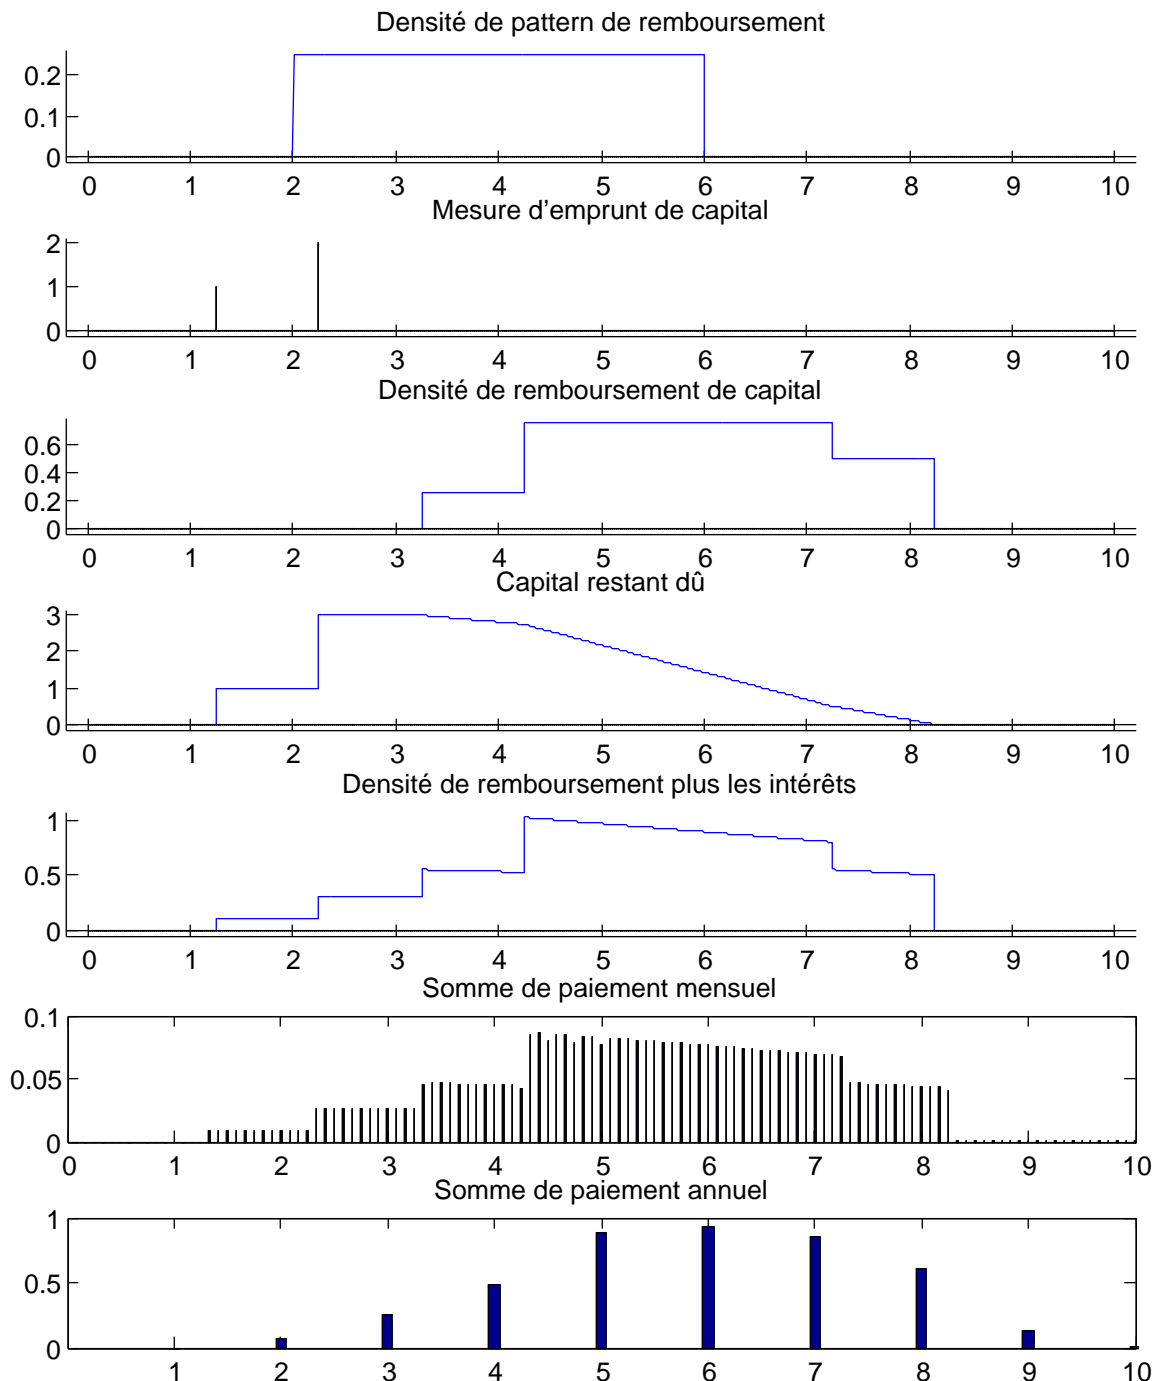 Densité de pattern de remboursement
0.2
0.1
0
0 1 2 3 4 5 6 7 8 9 10
Mesure d'emprunt de capital
2
1
0
0 1 2 3 4 5 6 7 8 9 10
Densité de remboursement de capital
0.6
0.4
0.2
0
0 1 2 3 4 5 6 7 8 9 10
Capital restant dû
3
2
1
0
0 1 2 3 4 5 6 7 8 9 10
Densité de remboursement plus les intérêts
1
0.5
0
0 1 2 3 4 5 6 7 8 9 10
Somme de paiement mensuel
0.1
0.05
0
0 1 2 3 4 5 6 7 8 9 10
Somme de paiement annuel
1
0.5
0
1 2 3 4 5 6 7 8 9 10